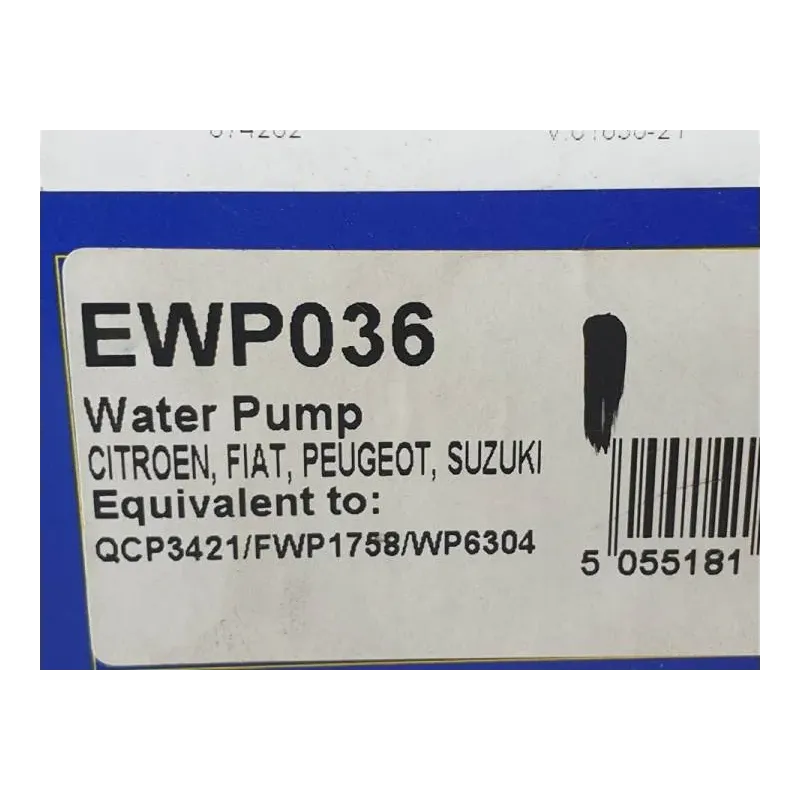 EWP036
Water Pump
CITROEN, FIAT, PEUGEOT, SUZUKI
Equivalent to:
QCP3421/FWP1758/WP6304
5 055181